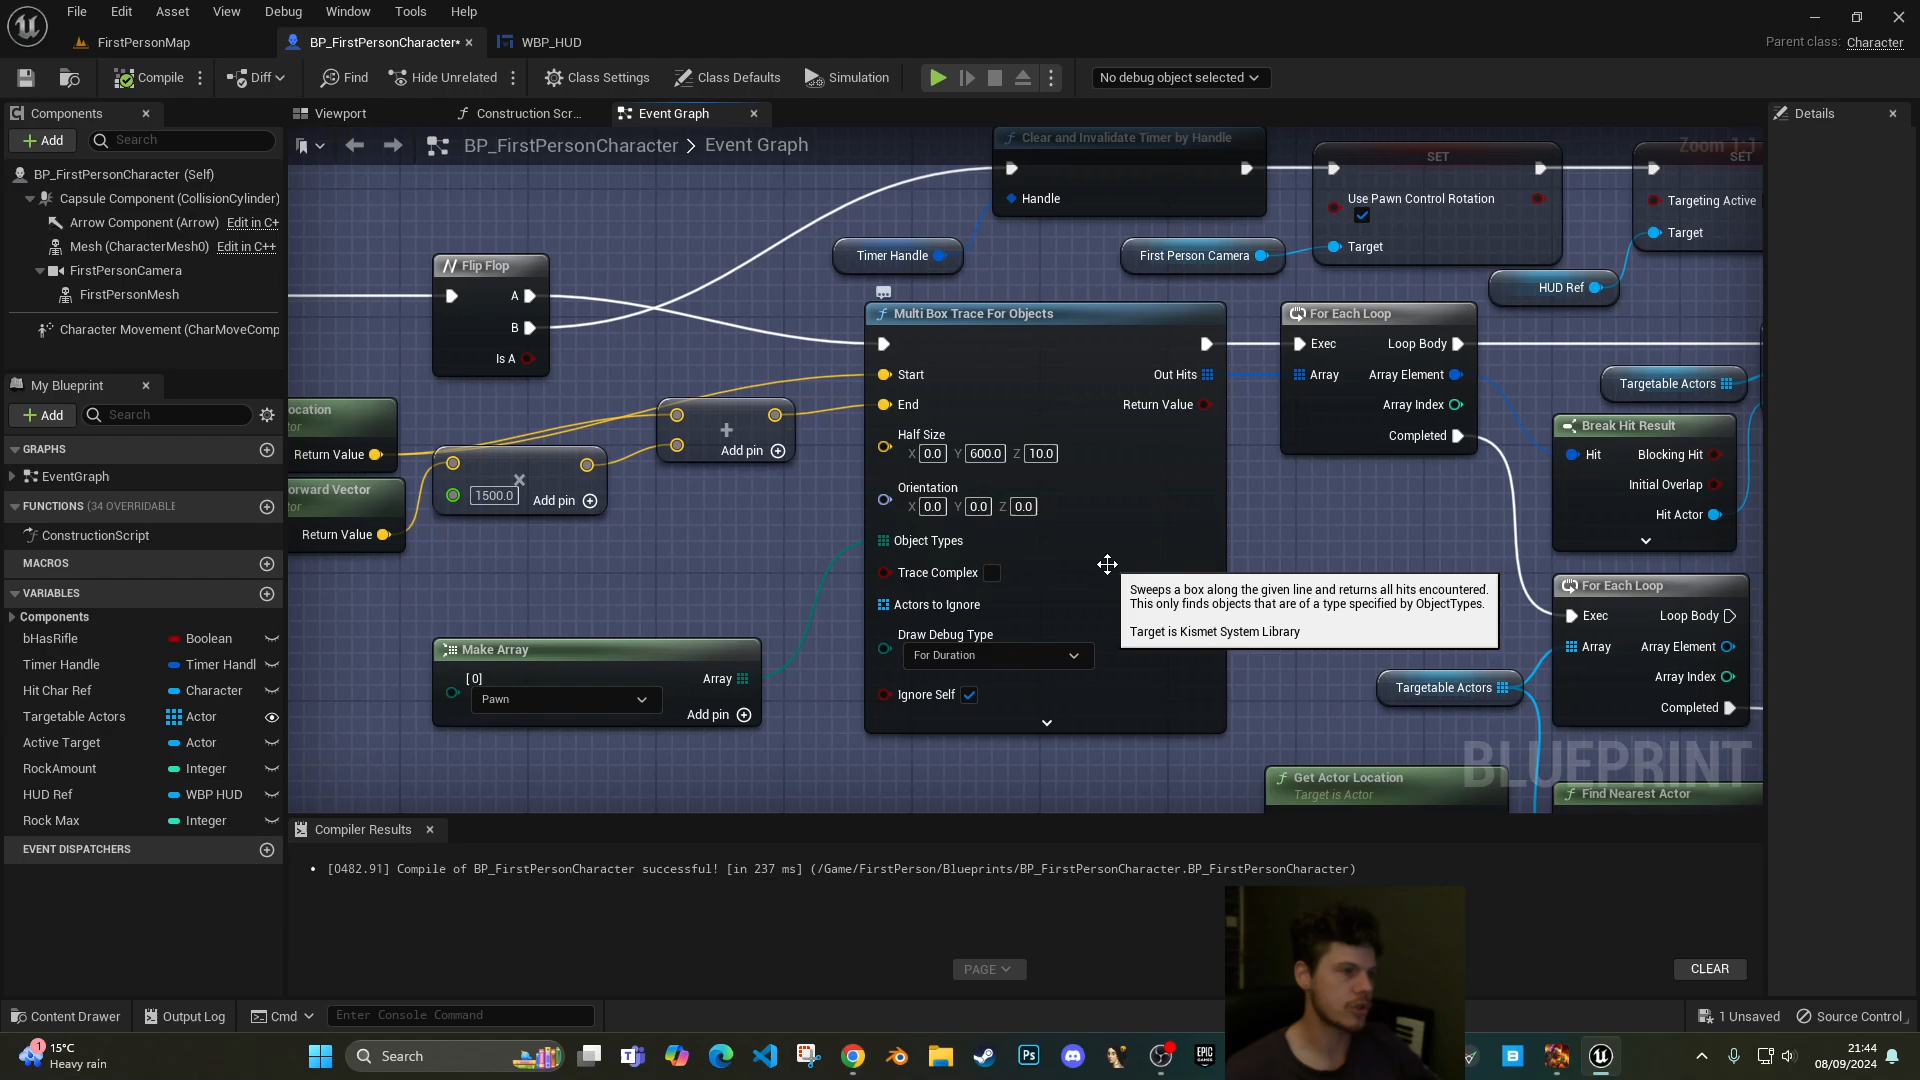 File Edit Asset View Debug Window Tools Help
FirstPersonMap BP_FirstPersonCharacter* WBP_HUD
Parent class: Character
Compile Diff Find Hide Unrelated Class Settings Class Defaults Simulation No debug object selected
Components
Add Search
BP_FirstPersonCharacter (Self)
Capsule Component (CollisionCylinder)
Arrow Component (Arrow) Edit in C+
Mesh (CharacterMesh0) Edit in C++
FirstPersonCamera
FirstPersonMesh
Character Movement (CharMoveComp
My Blueprint
Add Search
GRAPHS
EventGraph
FUNCTIONS (34 OVERRIDABLE
ConstructionScript
MACROS
VARIABLES
Components
bHasRifle Boolean
Timer Handle Timer Handl
Hit Char Ref Character
Targetable Actors Actor
Active Target Actor
RockAmount Integer
HUD Ref WBP HUD
Rock Max Integer
EVENT DISPATCHERS
Viewport Construction Scr... Event Graph
BP_FirstPersonCharacter > Event Graph
Zoom 1:1
Flip Flop
A
B
Is A
ocation
tor
Return Value
orward Vector
tor
Return Value
1500.0 Add pin
Add pin
Make Array
[0] Array
Pawn
Add pin
Clear and Invalidate Timer by Handle
Handle
Timer Handle
First Person Camera
SET
Use Pawn Control Rotation
Target
SET
Targeting Active
Target
HUD Ref
Multi Box Trace For Objects
Start Out Hits
End Return Value
Half Size
X 0.0 Y 600.0 Z 10.0
Orientation
X 0.0 Y 0.0 Z 0.0
Object Types
Trace Complex
Actors to Ignore
Draw Debug Type
For Duration
Ignore Self
Sweeps a box along the given line and returns all hits encountered.
This only finds objects that are of a type specified by ObjectTypes.
Target is Kismet System Library
For Each Loop
Exec Loop Body
Array Array Element
Array Index
Completed
Targetable Actors
Break Hit Result
Hit Blocking Hit
Initial Overlap
Hit Actor
For Each Loop
Exec Loop Body
Array Array Element
Array Index
Completed
Targetable Actors
Get Actor Location
Target is Actor
Find Nearest Actor
BLUEPRINT
Details
Compiler Results
[0482.91] Compile of BP_FirstPersonCharacter successful! [in 237 ms] (/Game/FirstPerson/Blueprints/BP_FirstPersonCharacter.BP_FirstPersonCharacter)
PAGE
CLEAR
Content Drawer Output Log Cmd Enter Console Command 1 Unsaved Source Control
1
15°C
Heavy rain
Search
Ps
EPIC
21:44
08/09/2024